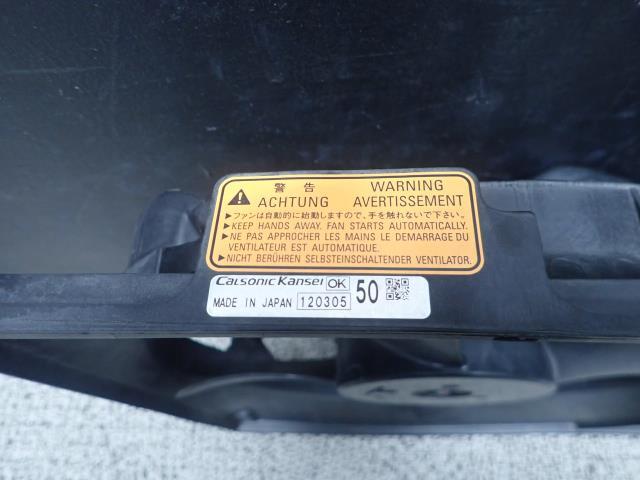 警告 WARNING
ACHTUNG AVERTISSEMENT
▶ファンは自動的に始動しますので、手を触れないで下さい。
▶KEEP HANDS AWAY. FAN STARTS AUTOMATICALLY.
▶NE PAS APPROCHER LES MAINS LE DEMARRAGE DU
VENTILATEUR EST AUTOMATIQUE.
▶NICHT BERÜHREN SELBSTEINSCHALTENDER VENTILATOR.
Calsonic Kansei OK 50
MADE IN JAPAN 120305